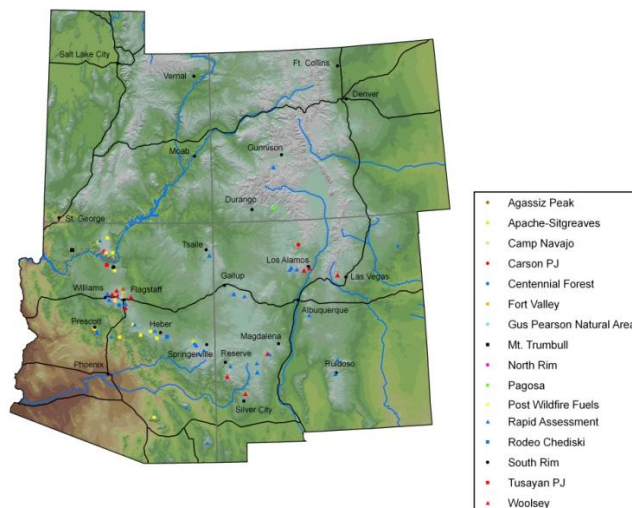 Salt Lake City
Vernal
Ft. Collins
Denver
Moab
Gunnison
Durango
St. George
Tsaile
Los Alamos
Las Vegas
Gallup
Williams
Flagstaff
Albuquerque
Prescott
Heber
Magdalena
Springerville
Reserve
Phoenix
Ruidoso
Silver City
Agassiz Peak
Apache-Sitgreaves
Camp Navajo
Carson PJ
Centennial Forest
Fort Valley
Gus Pearson Natural Area
Mt. Trumbull
North Rim
Pagosa
Post Wildfire Fuels
Rapid Assessment
Rodeo Chediski
South Rim
Tusayan PJ
Woolsey